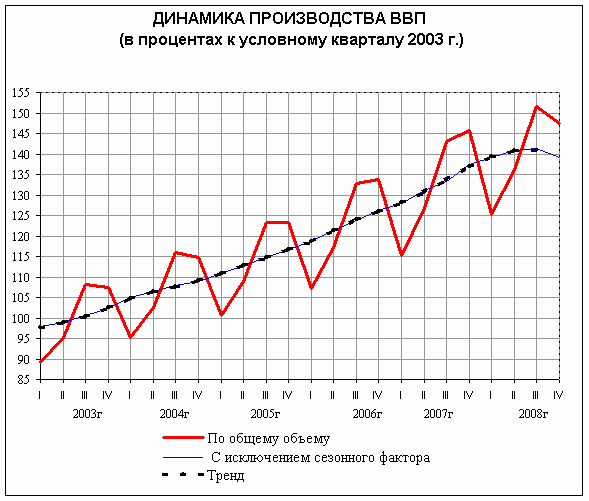 ДИНАМИКА ПРОИЗВОДСТВА ВВП
(в процентах к условному кварталу 2003 г.)
155
150
145
140
135
130
125
120
115
110
105
100
95
90
85
I II III IV I II III IV I II III IV I II III IV I II III IV I II III IV
2003г 2004г 2005г 2006г 2007г 2008г
По общему объему
С исключением сезонного фактора
Тренд